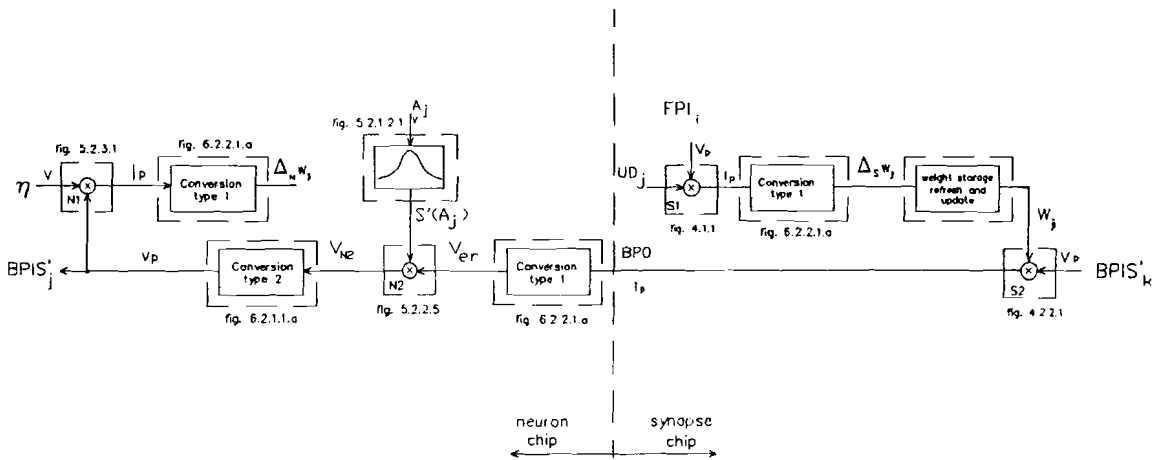 η
V
fig. 5.2.3.1
N1
Ip
fig. 6.2.2.1.a
Conversion
type 1
Δ_N W_ij
A_j
v
fig. 5.2.1.2.1
S'(A_j)
BPIS'_j
V_P
Conversion
type 2
fig. 6.2.1.1.a
V_N2
N2
fig. 5.2.2.5
V_er
Conversion
type 1
fig. 6.2.2.1.a
BPO
I_P
FPI_i
V_P
UD_j
S1
fig. 4.1.1
I_P
Conversion
type 1
fig. 6.2.2.1.a
Δ_S W_ij
weight storage
refresh and
update
W_ij
V_P
S2
fig. 4.2.2.1
BPIS'_k
neuron
chip
synapse
chip